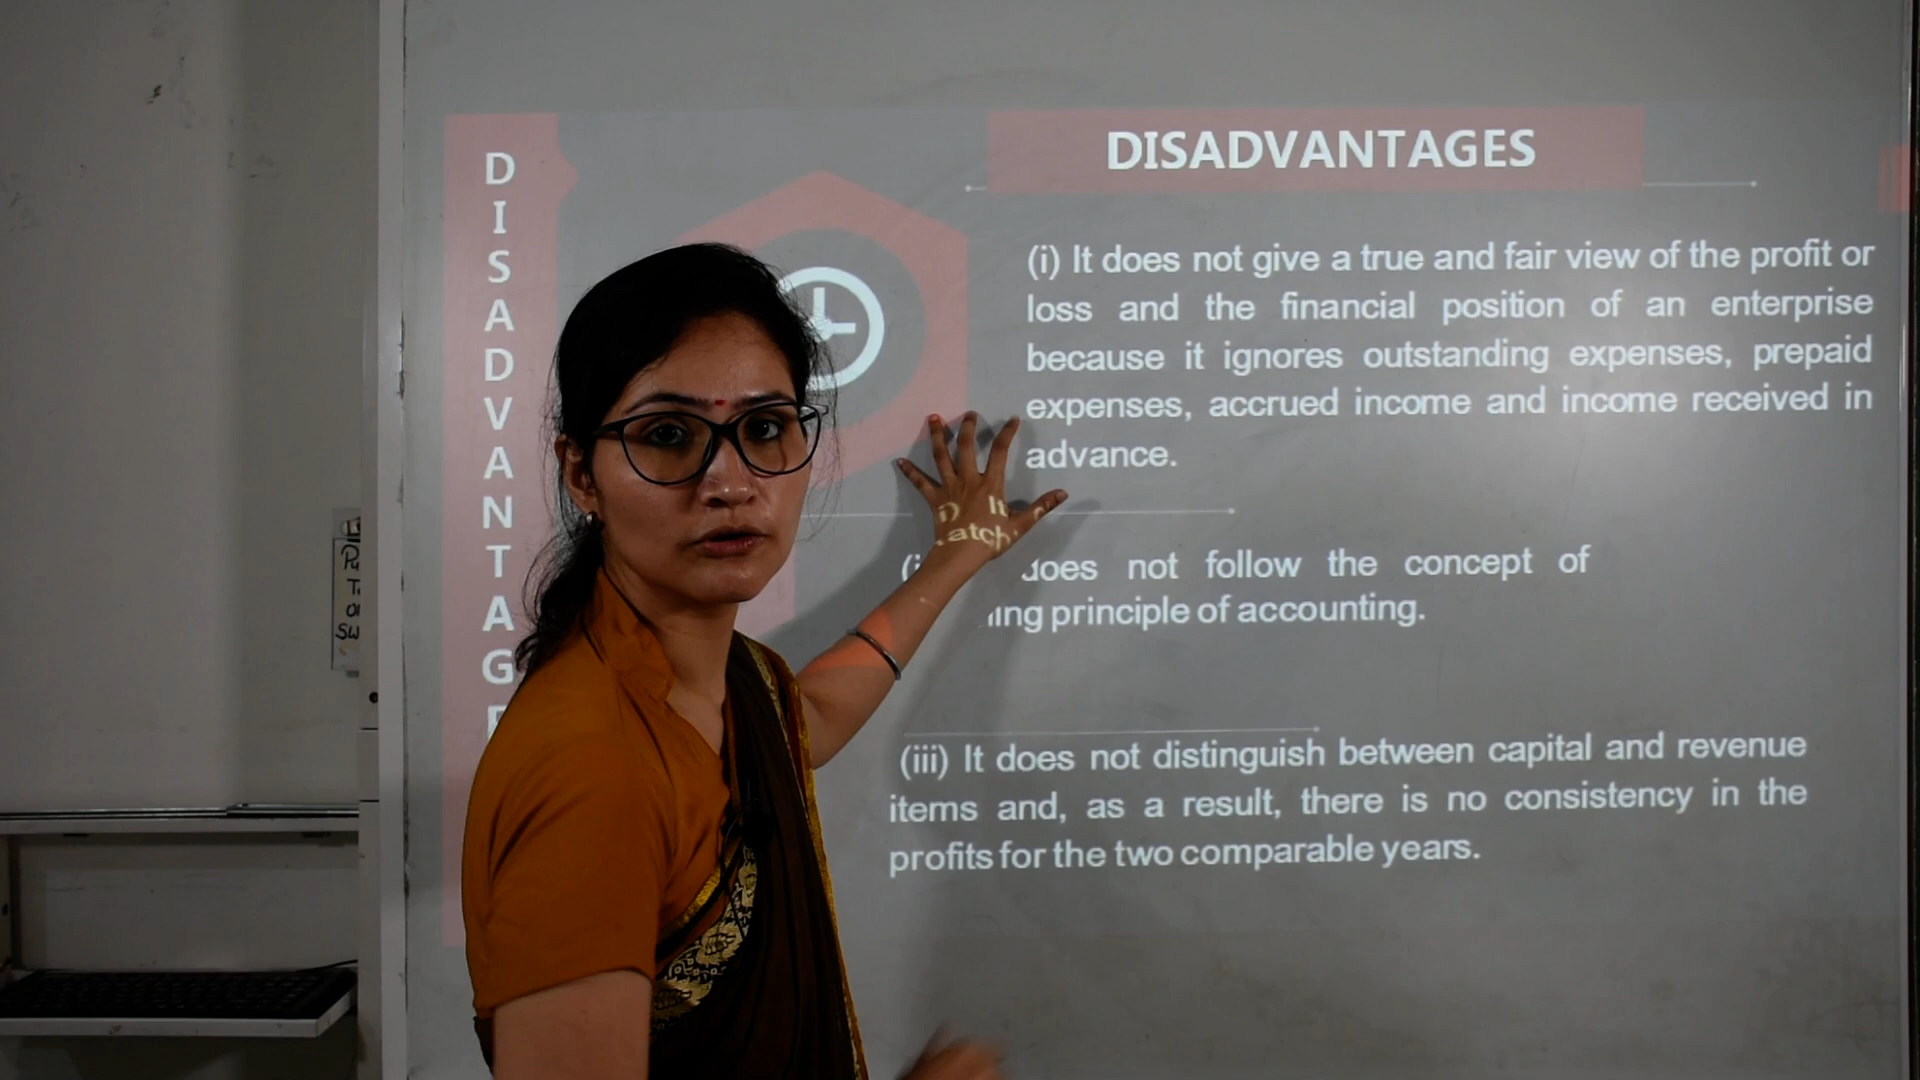 DISADVANTAGE
DISADVANTAGES
(i) It does not give a true and fair view of the profit or
loss and the financial position of an enterprise
because it ignores outstanding expenses, prepaid
expenses, accrued income and income received in
advance.
It does not follow the concept of
principle of accounting.
(iii) It does not distinguish between capital and revenue
items and, as a result, there is no consistency in the
profits for the two comparable years.